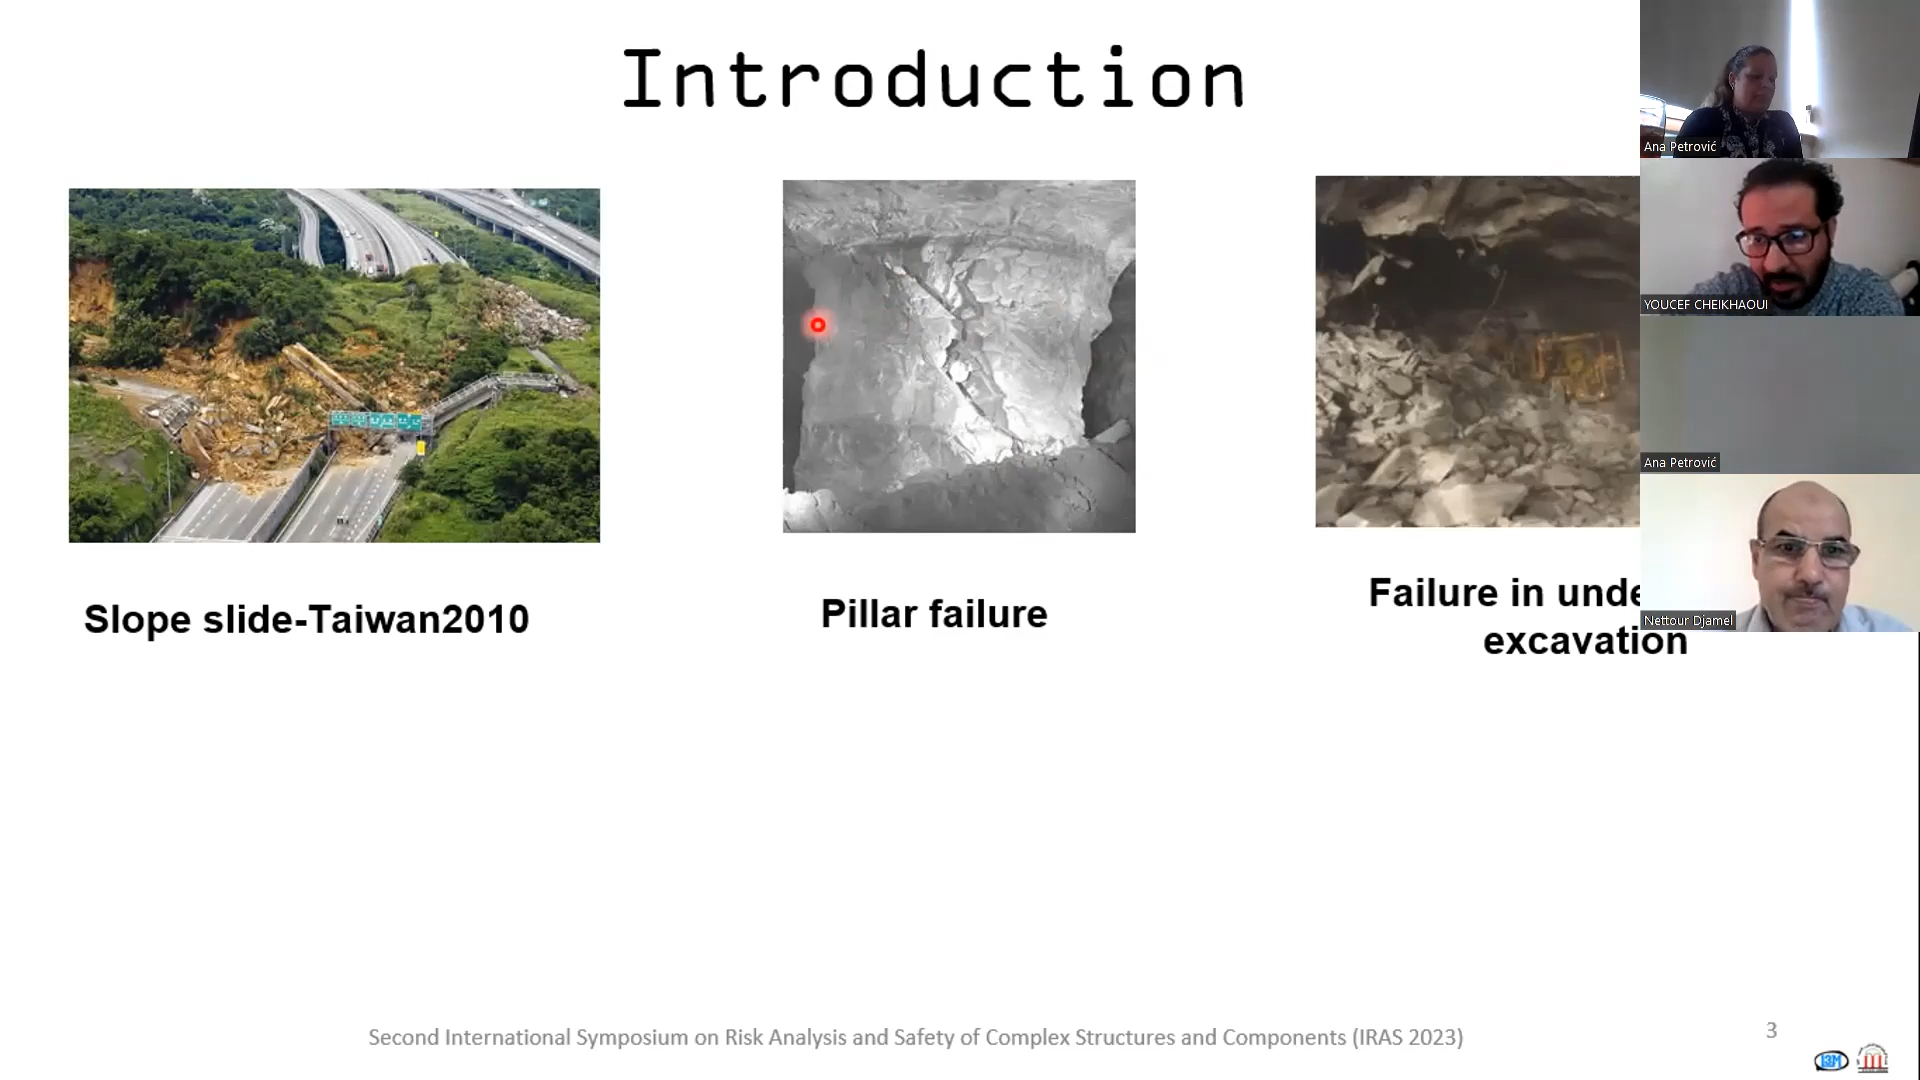 Introduction
Ana Petrović
YOUCEF CHEIKHAOUI
Ana Petrović
Nettour Djamel
Slope slide-Taiwan2010
Pillar failure
Failure in unde
excavation
Second International Symposium on Risk Analysis and Safety of Complex Structures and Components (IRAS 2023)
3